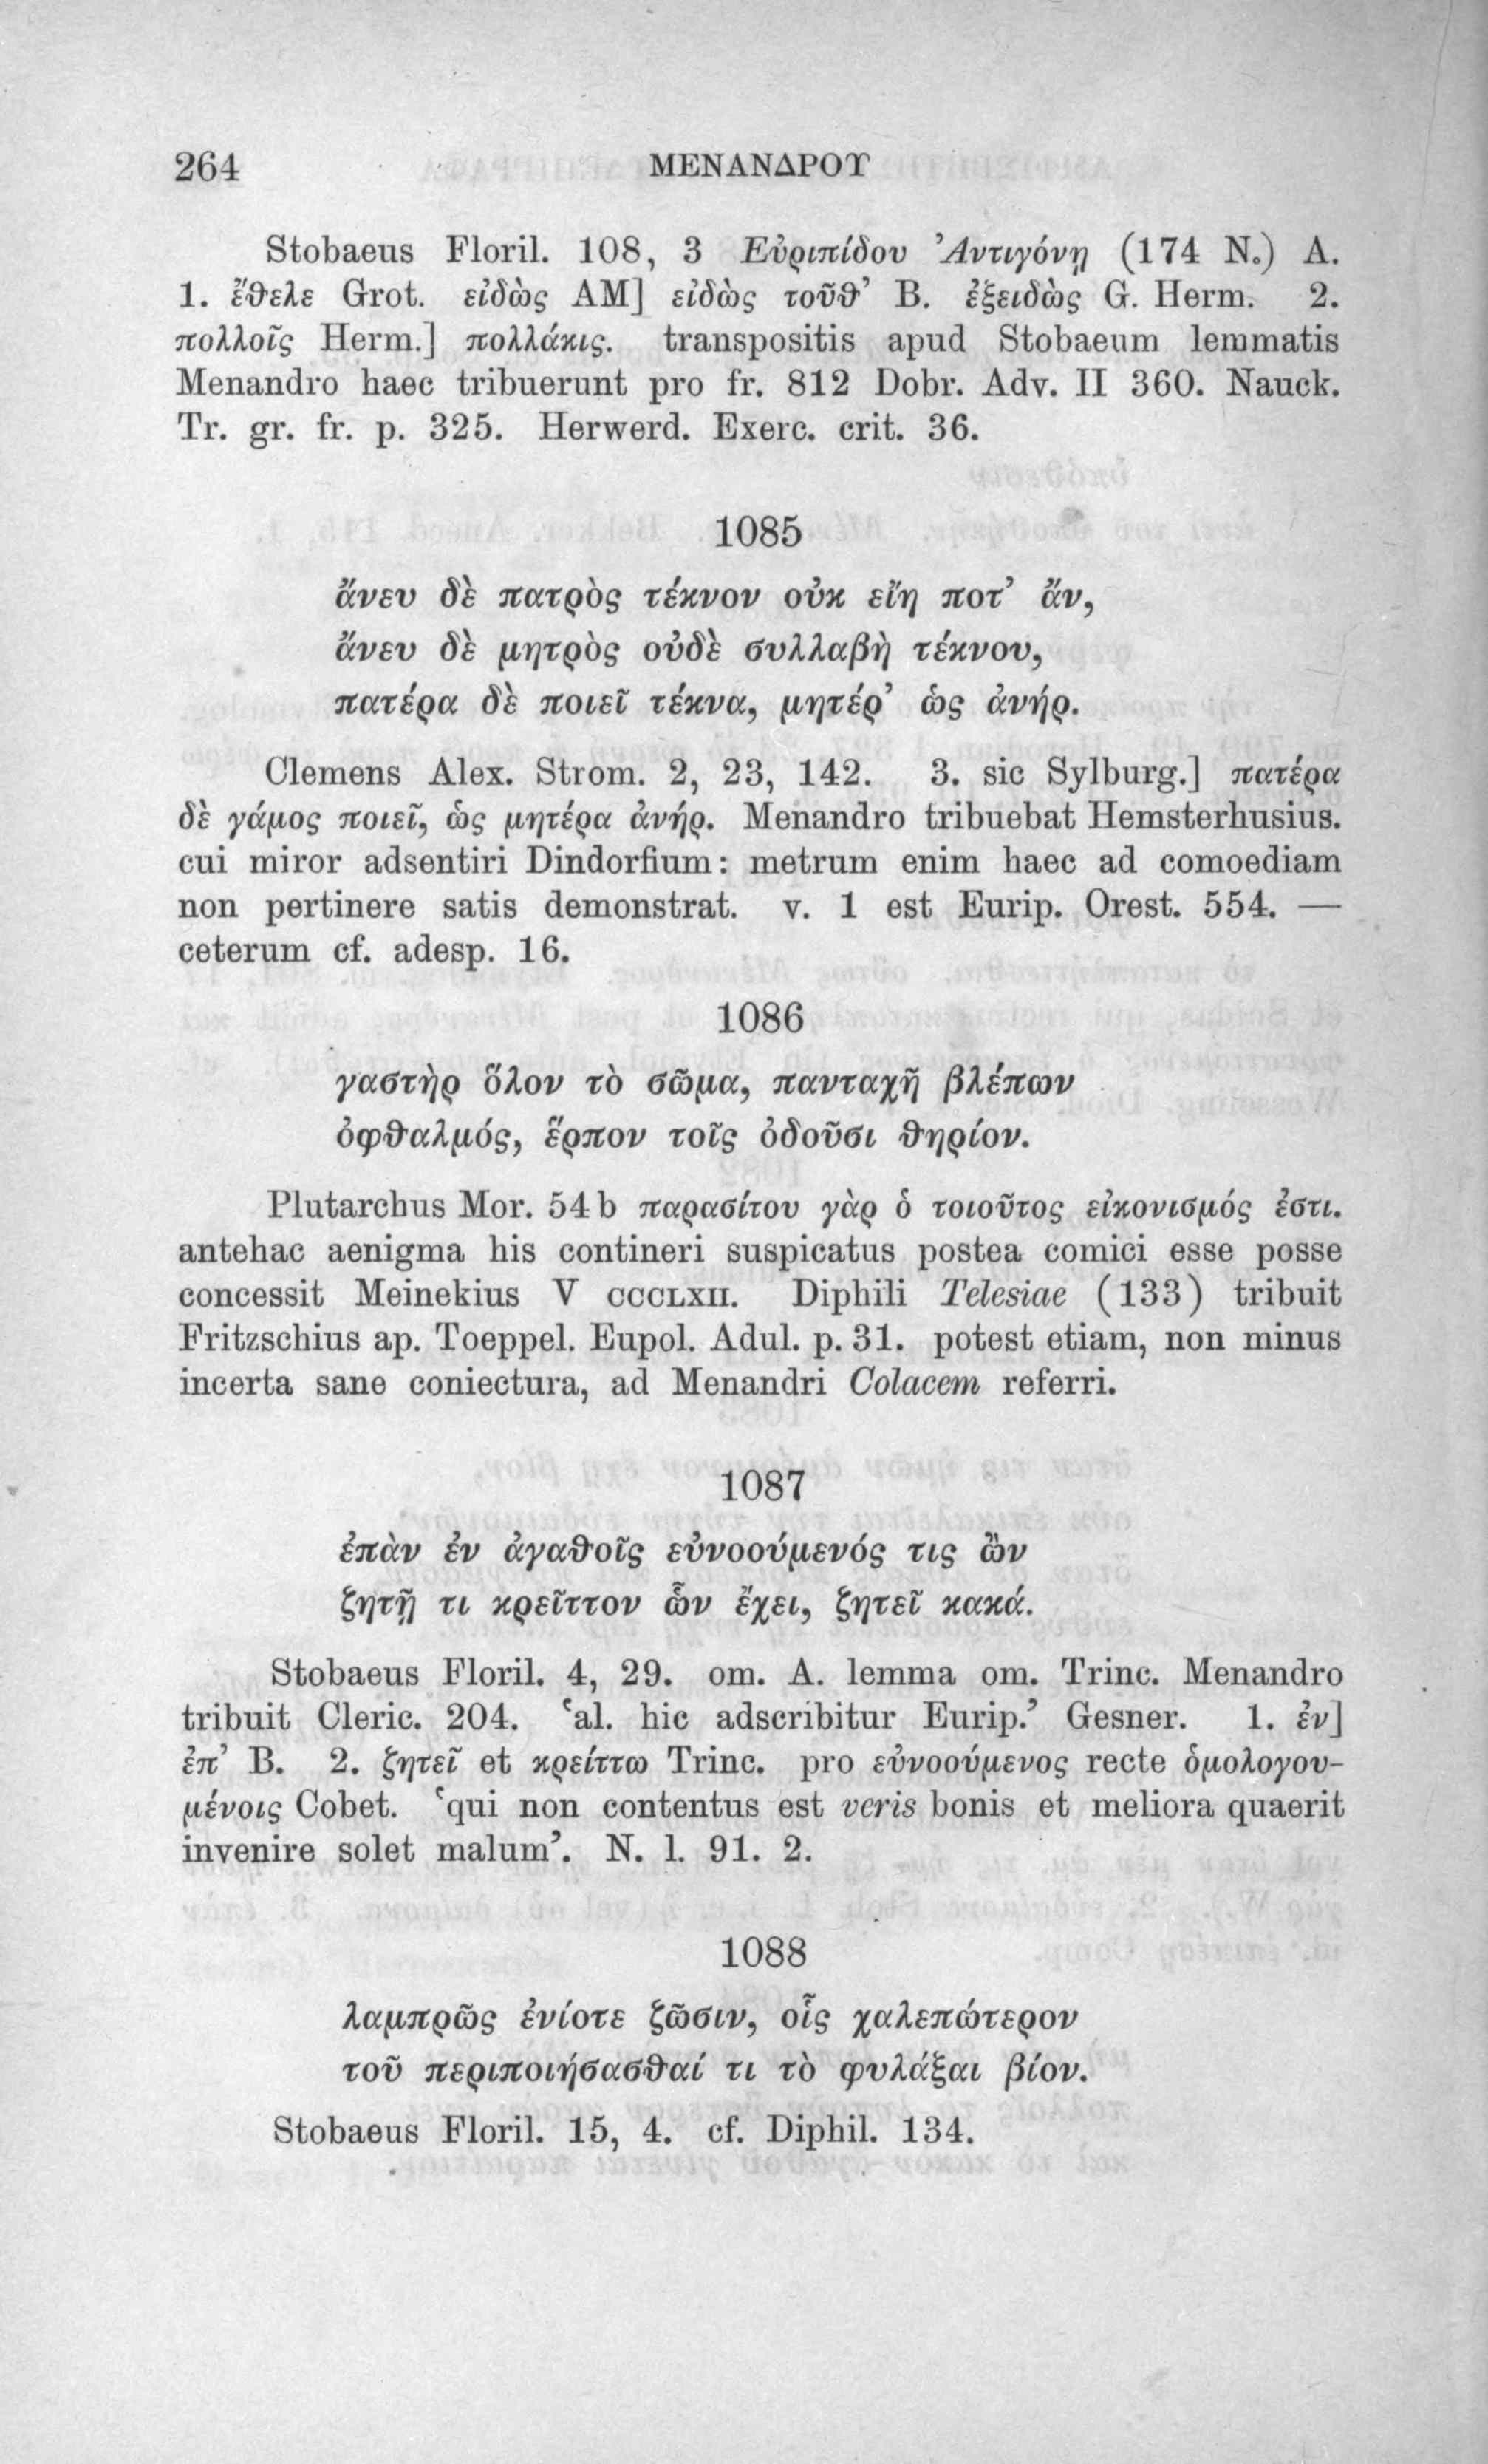 264 ΜΕΝΑΝΔΡΟΥ
Stobaeus Floril. 108, 3 Εὐριπίδου Ἀντιγόνη (174 N.) A.
1. ἔθελε Grot. εἰδὼς AM] εἰδὼς τοῦθ’ B. ἐξειδὼς G. Herm. 2.
πολλοῖς Herm.] πολλάκις. transpositis apud Stobaeum lemmatis
Menandro haec tribuerunt pro fr. 812 Dobr. Adv. II 360. Nauck.
Tr. gr. fr. p. 325. Herwerd. Exerc. crit. 36.
1085
ἄνευ δὲ πατρὸς τέκνον οὐκ εἴη ποτ’ ἄν,
ἄνευ δὲ μητρὸς οὐδὲ συλλαβὴ τέκνου,
πατέρα δὲ ποιεῖ τέκνα, μητέρ’ ὡς ἀνήρ.
Clemens Alex. Strom. 2, 23, 142. 3. sic Sylburg.] πατέρα
δὲ γάμος ποιεῖ, ὡς μητέρα ἀνήρ. Menandro tribuebat Hemsterhusius.
cui miror adsentiri Dindorfium: metrum enim haec ad comoediam
non pertinere satis demonstrat. v. 1 est Eurip. Orest. 554. —
ceterum cf. adesp. 16.
1086
γαστὴρ ὅλον τὸ σῶμα, πανταχῆ βλέπων
ὀφθαλμός, ἕρπον τοῖς ὀδοῦσι θηρίον.
Plutarchus Mor. 54 b παρασίτου γὰρ ὁ τοιοῦτος εἰκονισμός ἐστι.
antehac aenigma his contineri suspicatus postea comici esse posse
concessit Meinekius V CCCLXII. Diphili Telesiae (133) tribuit
Fritzschius ap. Toeppel. Eupol. Adul. p. 31. potest etiam, non minus
incerta sane coniectura, ad Menandri Colacem referri.
1087
ἐπὰν ἐν ἀγαθοῖς εὐνοούμενός τις ὢν
ζητῇ τι κρεῖττον ὧν ἔχει, ζητεῖ κακά.
Stobaeus Floril. 4, 29. om. A. lemma om. Trinc. Menandro
tribuit Cleric. 204. ‘al. hic adscribitur Eurip.’ Gesner. 1. ἐν]
ἐπ’ B. 2. ζητεῖ et κρείττω Trinc. pro εὐνοούμενος recte ὁμολογου-
μένοις Cobet. ‘qui non contentus est veris bonis et meliora quaerit
invenire solet malum’. N. l. 91. 2.
1088
λαμπρῶς ἐνίοτε ζῶσιν, οἷς χαλεπώτερον
τοῦ περιποιήσασθαί τι τὸ φυλάξαι βίον.
Stobaeus Floril. 15, 4. cf. Diphil. 134.